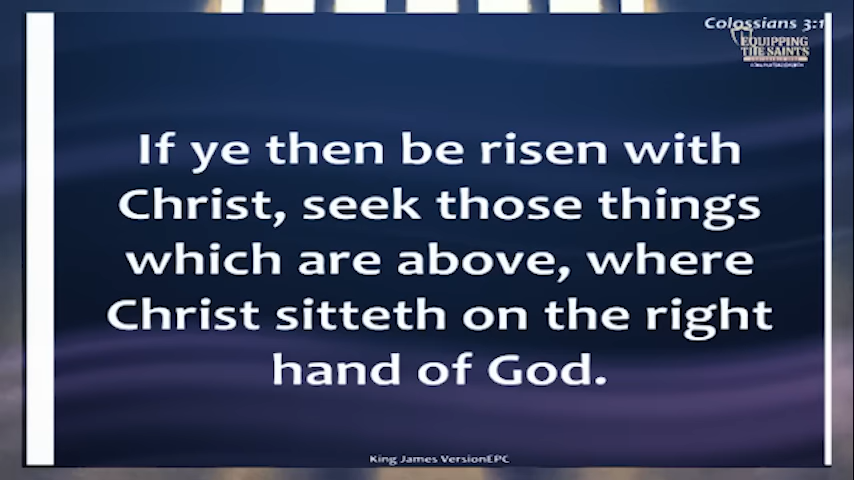 Colossians 3:1
EQUIPPING
THE SAINTS
If ye then be risen with
Christ, seek those things
which are above, where
Christ sitteth on the right
hand of God.
King James VersionEPC